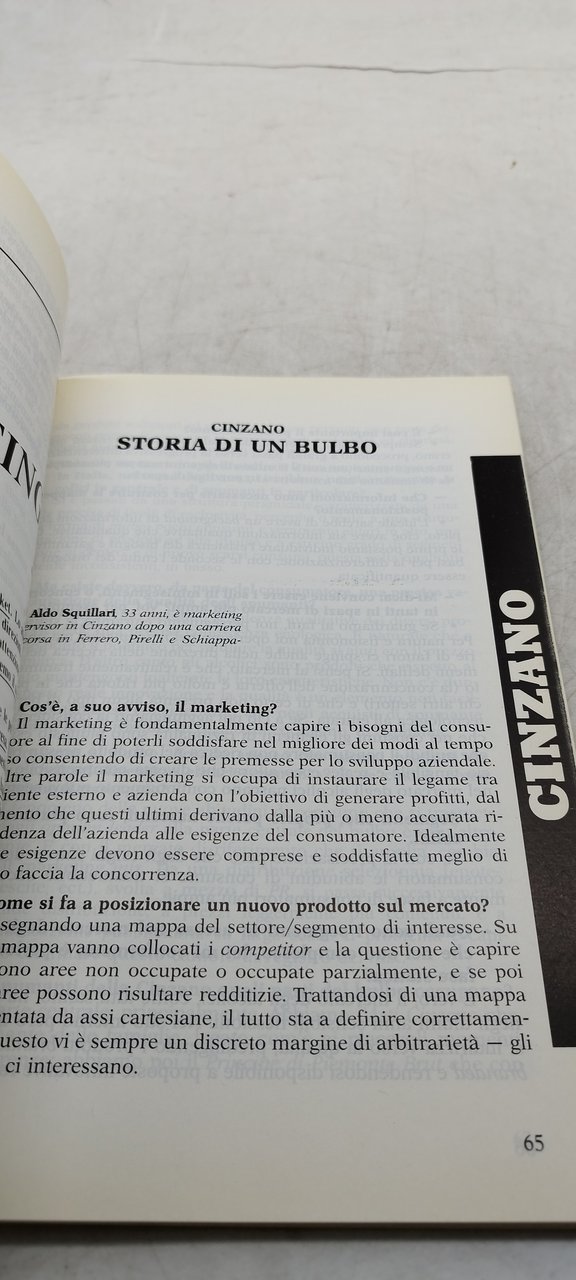 CINZANO
STORIA DI UN BULBO
Aldo Squillari, 33 anni, è marketing
ervisor in Cinzano dopo una carriera
corsa in Ferrero, Pirelli e Schiappa-
Cos'è, a suo avviso, il marketing?
Il marketing è fondamentalmente capire i bisogni del consu-
ore al fine di poterli soddisfare nel migliore dei modi al tempo
so consentendo di creare le premesse per lo sviluppo aziendale.
ltre parole il marketing si occupa di instaurare il legame tra
iente esterno e azienda con l'obiettivo di generare profitti, dal
mento che questi ultimi derivano dalla più o meno accurata ri-
denza dell'azienda alle esigenze del consumatore. Idealmente
e esigenze devono essere comprese e soddisfatte meglio di
o faccia la concorrenza.
ome si fa a posizionare un nuovo prodotto sul mercato?
segnando una mappa del settore/segmento di interesse. Su
mappa vanno collocati i competitor e la questione è capire
ono aree non occupate o occupate parzialmente, e se poi
aree possono risultare redditizie. Trattandosi di una mappa
entata da assi cartesiane, il tutto sta a definire correttamen-
uesto vi è sempre un discreto margine di arbitrarietà — gli
ci interessano.
65
CINZANO